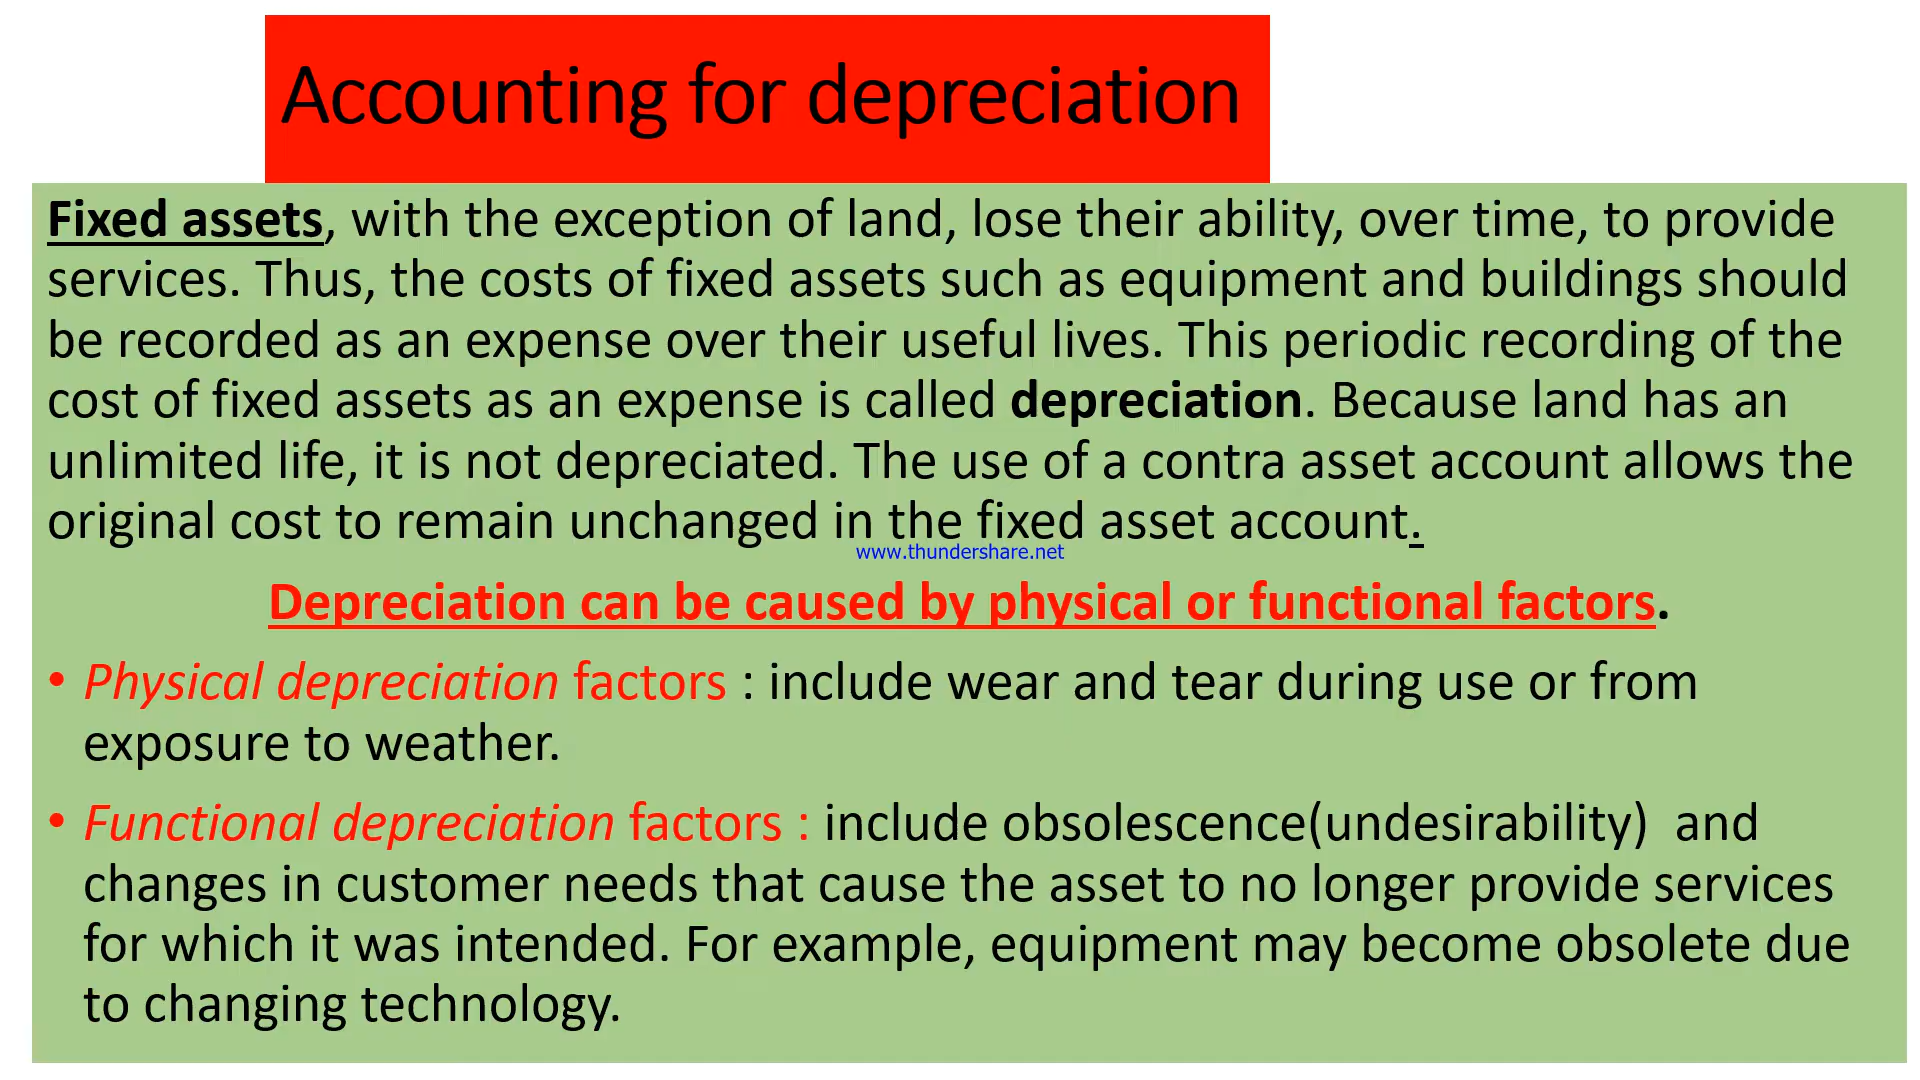 Accounting for depreciation
Fixed assets, with the exception of land, lose their ability, over time, to provide
services. Thus, the costs of fixed assets such as equipment and buildings should
be recorded as an expense over their useful lives. This periodic recording of the
cost of fixed assets as an expense is called depreciation. Because land has an
unlimited life, it is not depreciated. The use of a contra asset account allows the
original cost to remain unchanged in the fixed asset account.
www.thundershare.net
Depreciation can be caused by physical or functional factors.
• Physical depreciation factors : include wear and tear during use or from
exposure to weather.
• Functional depreciation factors : include obsolescence(undesirability)  and
changes in customer needs that cause the asset to no longer provide services
for which it was intended. For example, equipment may become obsolete due
to changing technology.